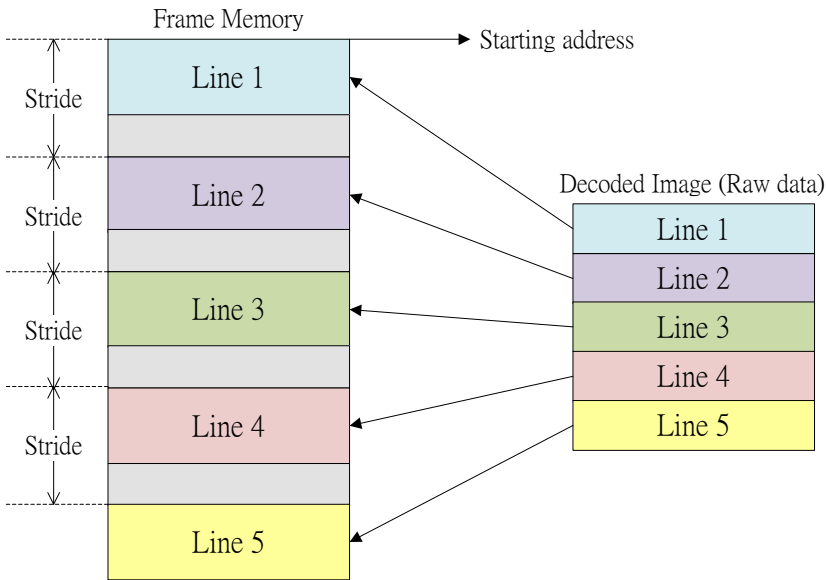 Frame Memory
Starting address
Stride
Stride
Stride
Stride
Line 1
Line 2
Line 3
Line 4
Line 5
Decoded Image (Raw data)
Line 1
Line 2
Line 3
Line 4
Line 5